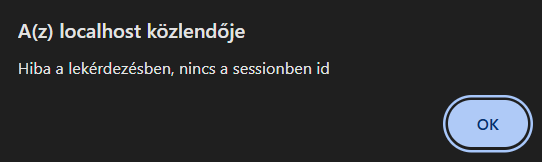 A(z) localhost közlendője
Hiba a lekérdezésben, nincs a sessionben id
OK